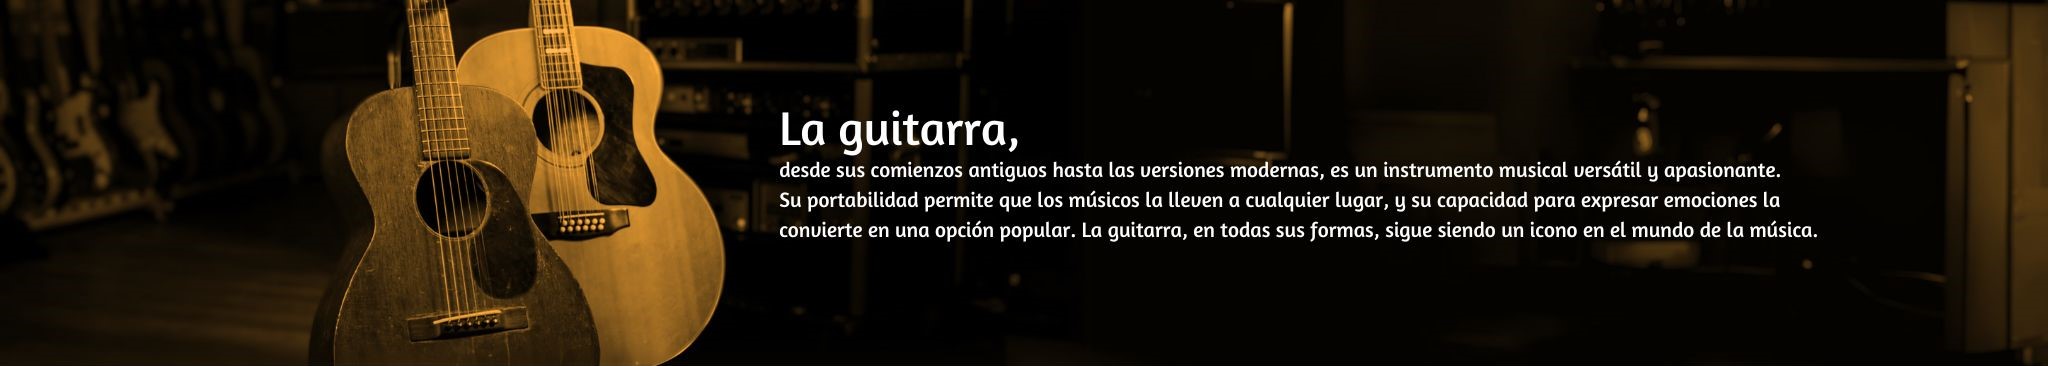 La guitarra,
desde sus comienzos antiguos hasta las versiones modernas, es un instrumento musical versátil y apasionante.
Su portabilidad permite que los músicos la lleven a cualquier lugar, y su capacidad para expresar emociones la
convierte en una opción popular. La guitarra, en todas sus formas, sigue siendo un icono en el mundo de la música.